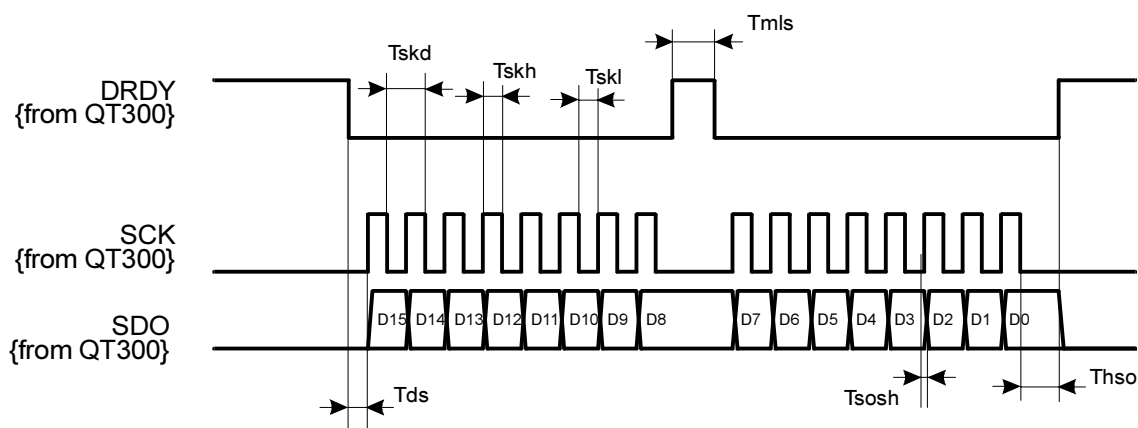 Tmls
Tskd
Tskh
Tskl
DRDY
{from QT300}
SCK
{from QT300}
D15 D14 D13 D12 D11 D10 D9 D8 D7 D6 D5 D4 D3 D2 D1 D0
SDO
{from QT300}
Tds
Tsosh
Thso